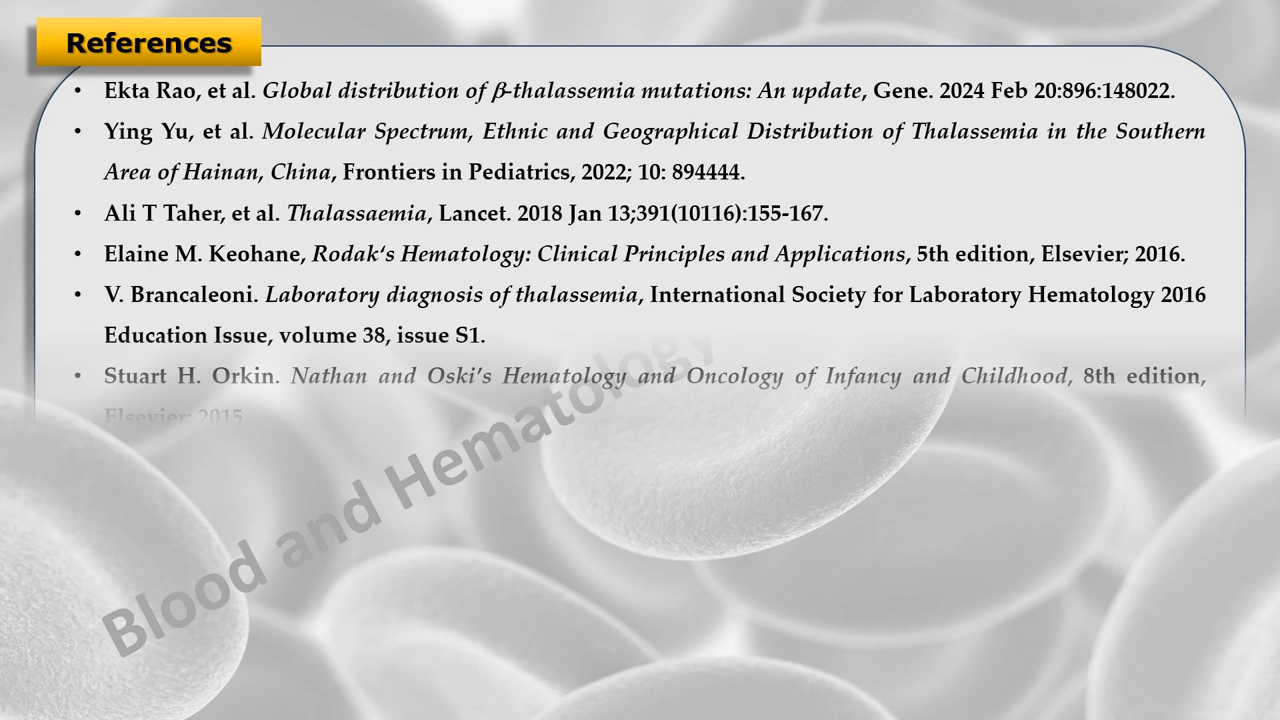 References
• Ekta Rao, et al. Global distribution of β-thalassemia mutations: An update, Gene. 2024 Feb 20:896:148022.
• Ying Yu, et al. Molecular Spectrum, Ethnic and Geographical Distribution of Thalassemia in the Southern
Area of Hainan, China, Frontiers in Pediatrics, 2022; 10: 894444.
• Ali T Taher, et al. Thalassaemia, Lancet. 2018 Jan 13;391(10116):155-167.
• Elaine M. Keohane, Rodak‘s Hematology: Clinical Principles and Applications, 5th edition, Elsevier; 2016.
• V. Brancaleoni. Laboratory diagnosis of thalassemia, International Society for Laboratory Hematology 2016
Education Issue, volume 38, issue S1.
• Stuart H. Orkin. Nathan and Oski’s Hematology and Oncology of Infancy and Childhood, 8th edition,
Elsevier; 2015
Blood and Hematology